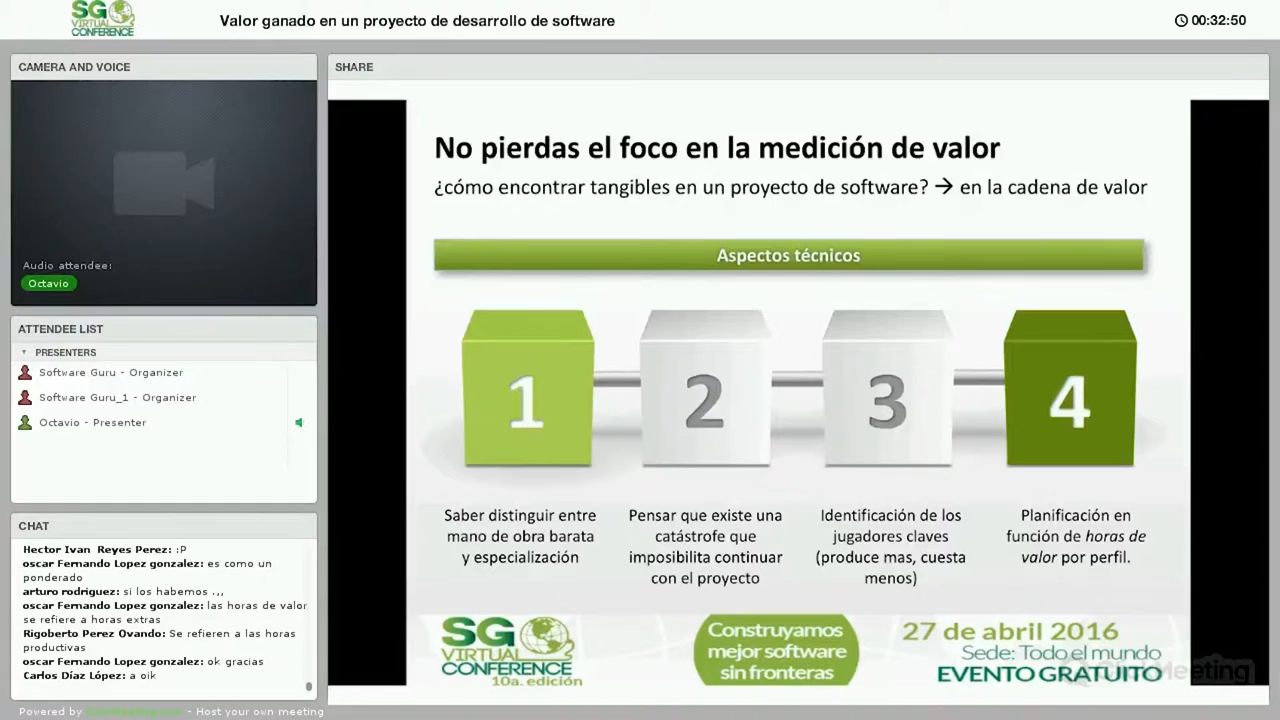 SG
VIRTUAL
CONFERENCE
Valor ganado en un proyecto de desarrollo de software
00:32:50
CAMERA AND VOICE
Audio attendee:
Octavio
ATTENDEE LIST
PRESENTERS
Software Guru - Organizer
Software Guru_1 - Organizer
Octavio - Presenter
CHAT
Hector Ivan Reyes Perez: :P
oscar Fernando Lopez gonzalez: es como un
ponderado
arturo rodriguez: si los habemos .,,
oscar Fernando Lopez gonzalez: las horas de valor
se refiere a horas extras
Rigoberto Perez Ovando: Se refieren a las horas
productivas
oscar Fernando Lopez gonzalez: ok gracias
Carlos Díaz López: a oik
Powered by ClickMeeting.com - Host your own meeting
SHARE
No pierdas el foco en la medición de valor
¿cómo encontrar tangibles en un proyecto de software? → en la cadena de valor
Aspectos técnicos
1
2
3
4
Saber distinguir entre
mano de obra barata
y especialización
Pensar que existe una
catástrofe que
imposibilita continuar
con el proyecto
Identificación de los
jugadores claves
(produce mas, cuesta
menos)
Planificación en
función de horas de
valor por perfil.
SG
VIRTUAL
CONFERENCE
10a. edición
Construyamos
mejor software
sin fronteras
27 de abril 2016
Sede: Todo el mundo
EVENTO GRATUITO
ClickMeeting